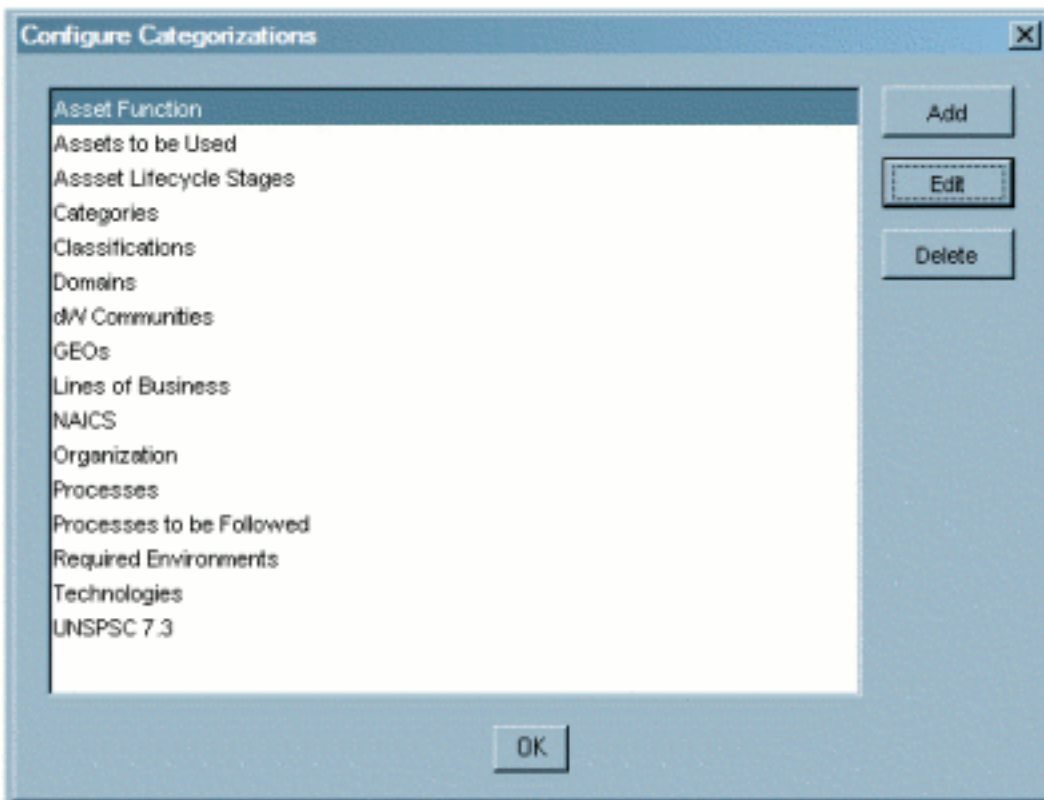 Configure Categorizations
Asset Function
Assets to be Used
Assset Lifecycle Stages
Categories
Classifications
Domains
dW Communities
GEOs
Lines of Business
NAICS
Organization
Processes
Processes to be Followed
Required Environments
Technologies
UNSPSC 7.3
Add
Edit
Delete
OK